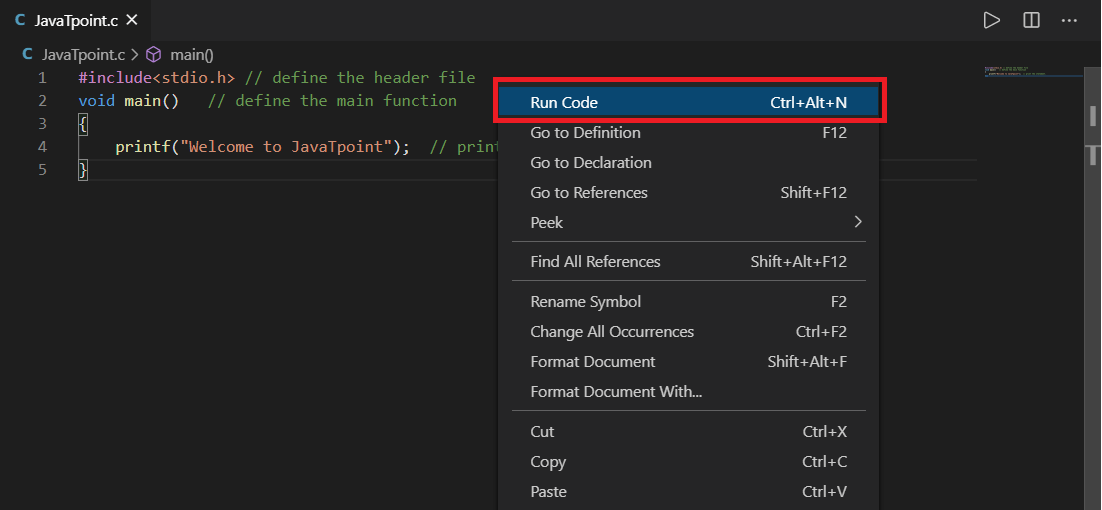 C JavaTpoint.c ×
C JavaTpoint.c > main()
1 #include<stdio.h> // define the header file
2 void main()   // define the main function
3 {
4     printf("Welcome to JavaTpoint");  // print
5 }
Run Code Ctrl+Alt+N
Go to Definition F12
Go to Declaration
Go to References Shift+F12
Peek >
Find All References Shift+Alt+F12
Rename Symbol F2
Change All Occurrences Ctrl+F2
Format Document Shift+Alt+F
Format Document With...
Cut Ctrl+X
Copy Ctrl+C
Paste Ctrl+V